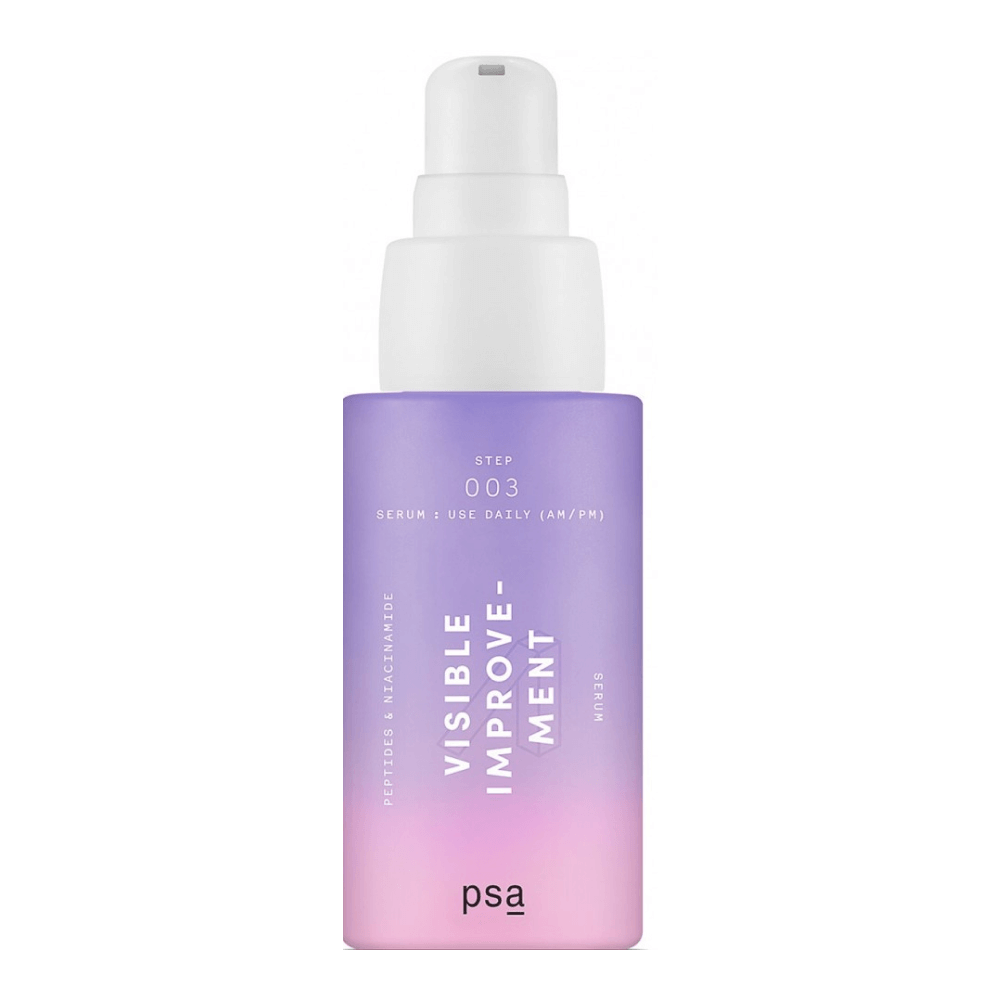 STEP
003
SERUM : USE DAILY (AM/PM)
PEPTIDES & NIACINAMIDE
VISIBLE
IMPROVE-
MENT
SERUM
psa